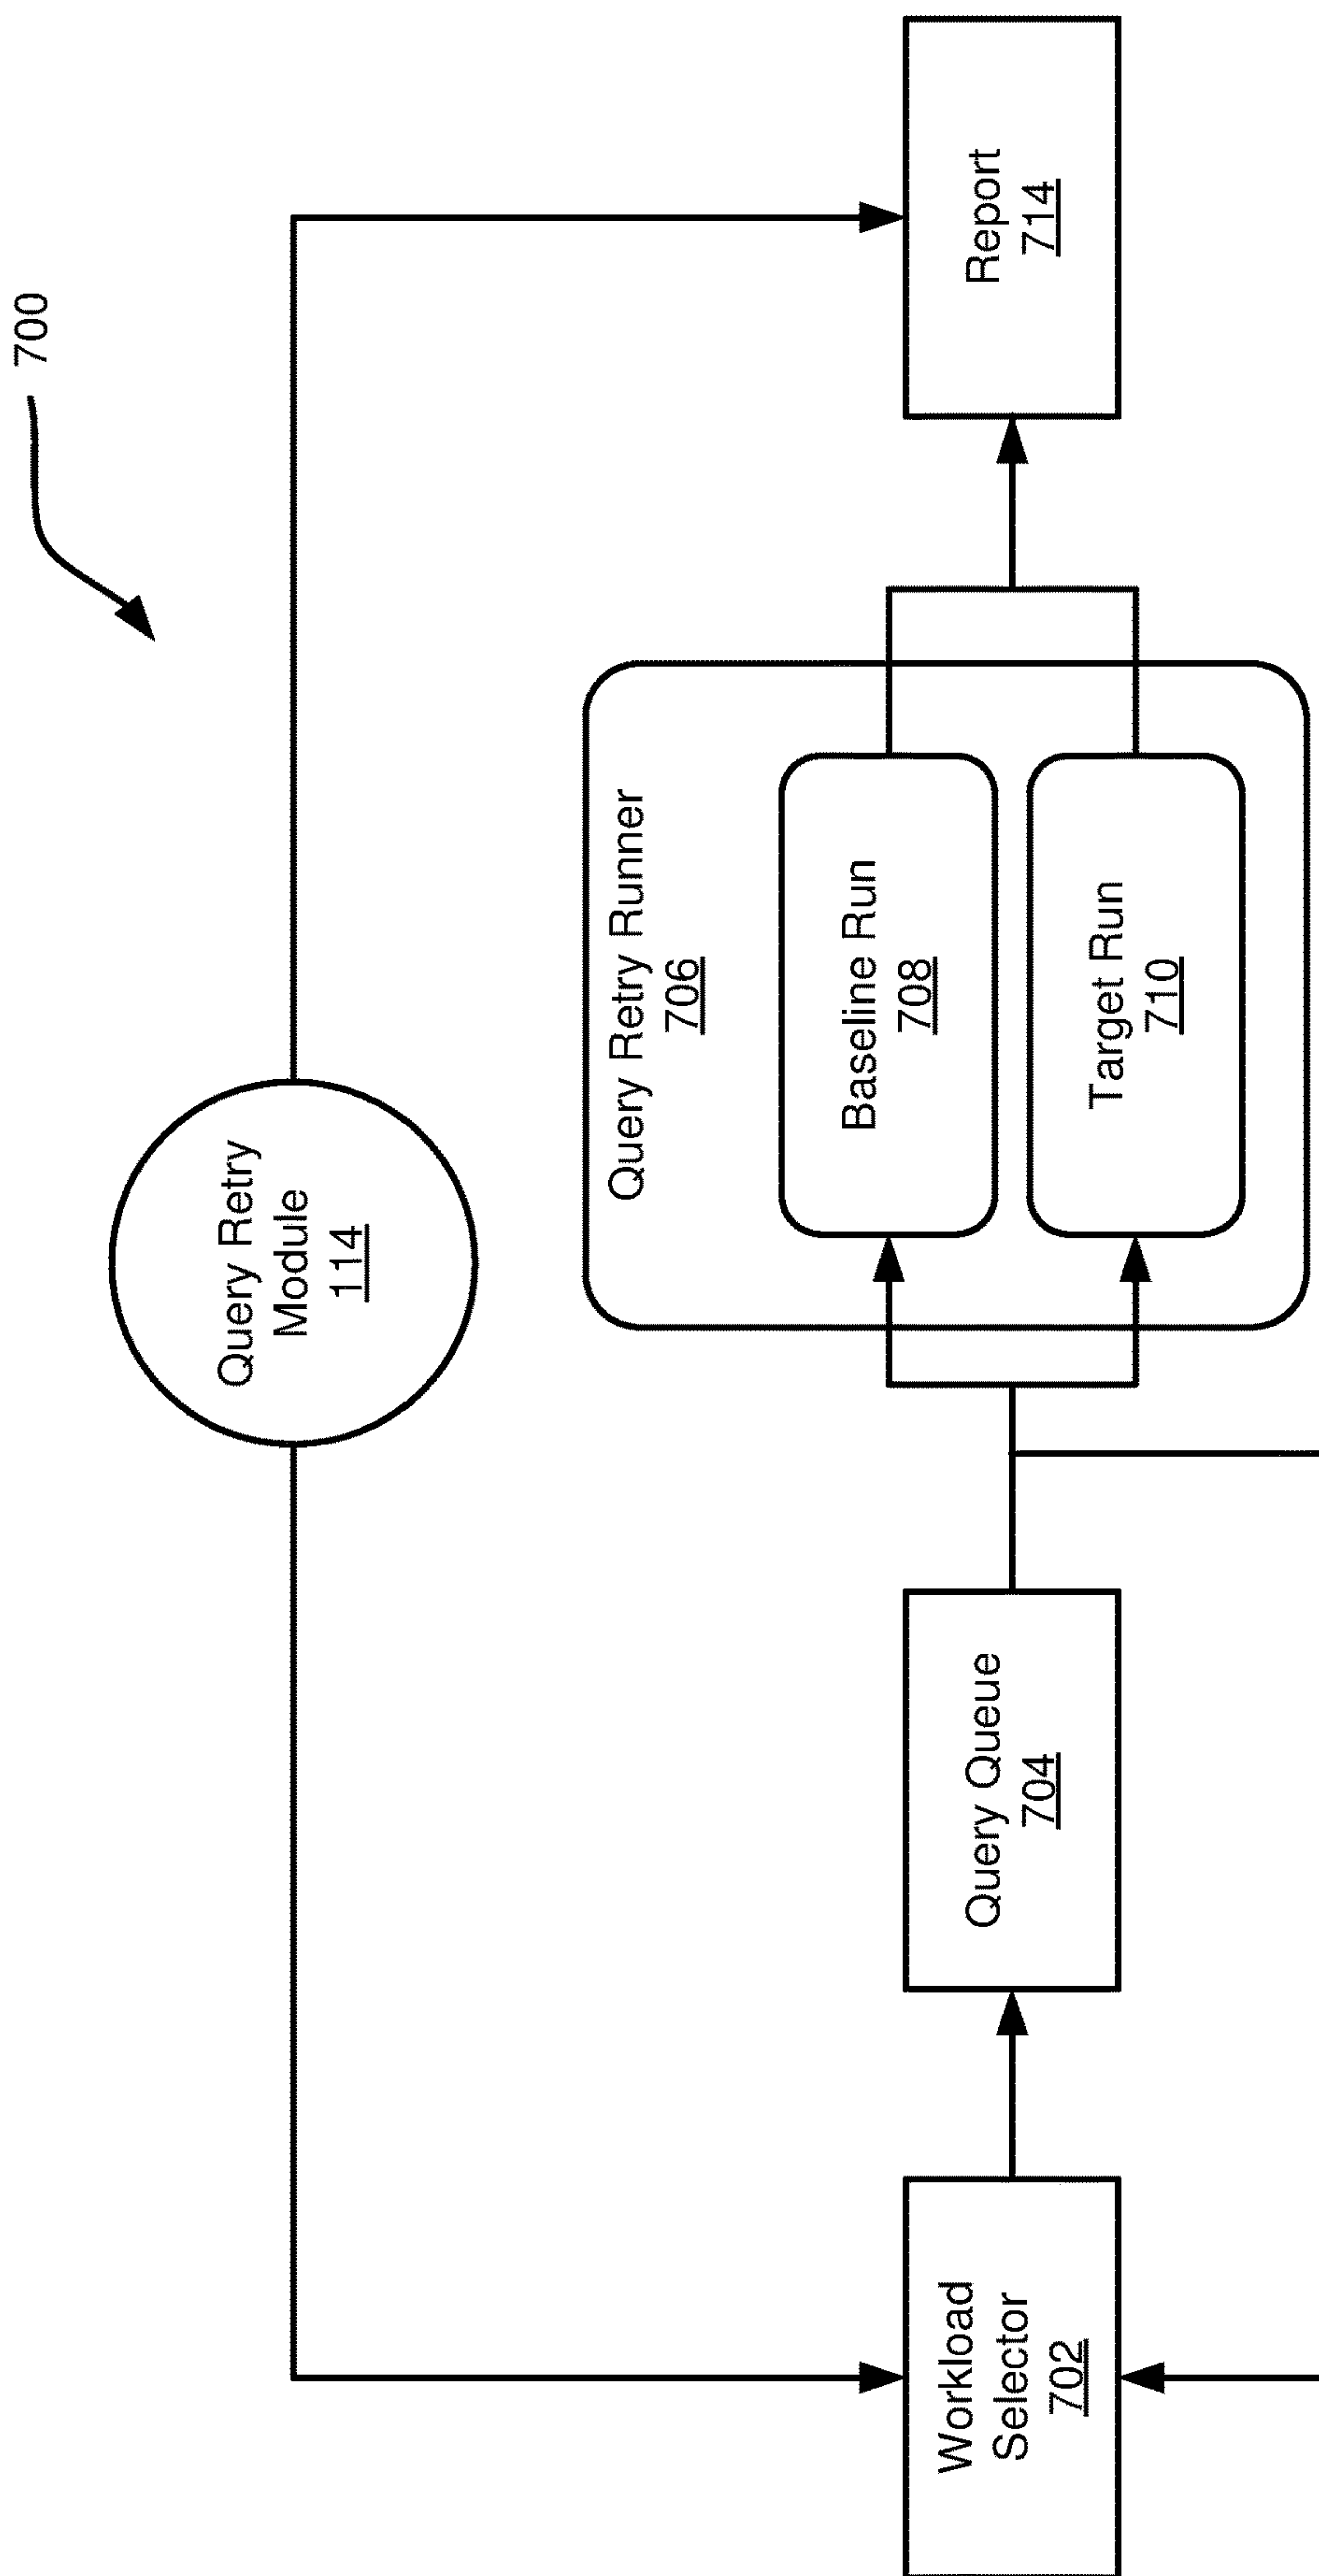 700
Query Retry
Module
114
Query Retry Runner
706
Baseline Run
708
Target Run
710
Workload
Selector
702
Query Queue
704
Report
714